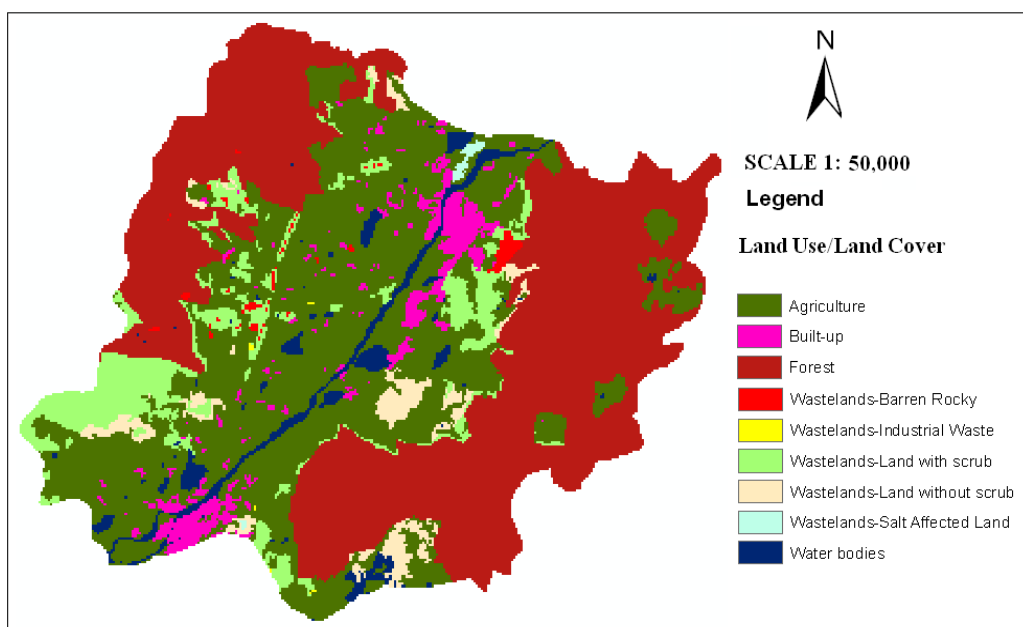 N
SCALE 1: 50,000
Legend
Land Use/Land Cover
Agriculture
Built-up
Forest
Wastelands-Barren Rocky
Wastelands-Industrial Waste
Wastelands-Land with scrub
Wastelands-Land without scrub
Wastelands-Salt Affected Land
Water bodies